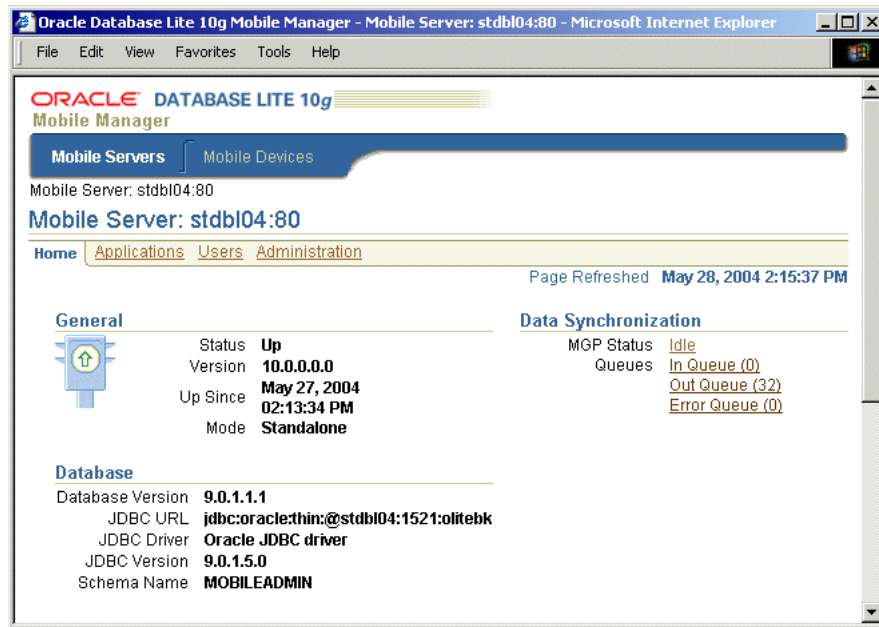 Oracle Database Lite 10g Mobile Manager - Mobile Server: stdbl04:80 - Microsoft Internet Explorer
File Edit View Favorites Tools Help
ORACLE DATABASE LITE 10g
Mobile Manager
Mobile Servers Mobile Devices
Mobile Server: stdbl04:80
Mobile Server: stdbl04:80
Home Applications Users Administration
Page Refreshed May 28, 2004 2:15:37 PM
General
Status Up
Version 10.0.0.0.0
Up Since May 27, 2004
02:13:34 PM
Mode Standalone
Data Synchronization
MGP Status Idle
Queues In Queue (0)
Out Queue (32)
Error Queue (0)
Database
Database Version 9.0.1.1.1
JDBC URL jdbc:oracle:thin:@stdbl04:1521:olitebk
JDBC Driver Oracle JDBC driver
JDBC Version 9.0.1.5.0
Schema Name MOBILEADMIN